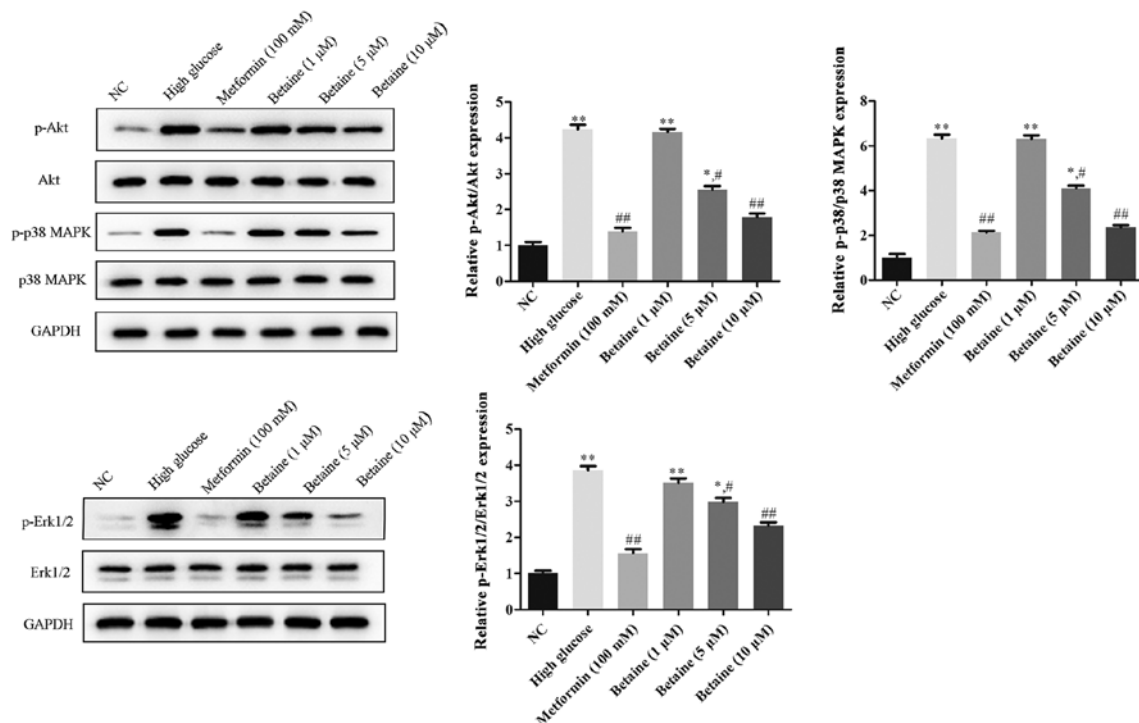 NC
High glucose
Metformin (100 mM)
Betaine (1 μM)
Betaine (5 μM)
Betaine (10 μM)
p-Akt
Akt
p-p38 MAPK
p38 MAPK
GAPDH
Relative p-Akt/Akt expression
5
4
3
2
1
0
**
##
**
*,#
##
NC
High glucose
Metformin (100 mM)
Betaine (1 μM)
Betaine (5 μM)
Betaine (10 μM)
Relative p-p38/p38 MAPK expression
8
6
4
2
0
**
##
**
*,#
##
NC
High glucose
Metformin (100 mM)
Betaine (1 μM)
Betaine (5 μM)
Betaine (10 μM)
NC
High glucose
Metformin (100 mM)
Betaine (1 μM)
Betaine (5 μM)
Betaine (10 μM)
p-Erk1/2
Erk1/2
GAPDH
Relative p-Erk1/2/Erk1/2 expression
5
4
3
2
1
0
**
##
**
*,#
##
NC
High glucose
Metformin (100 mM)
Betaine (1 μM)
Betaine (5 μM)
Betaine (10 μM)